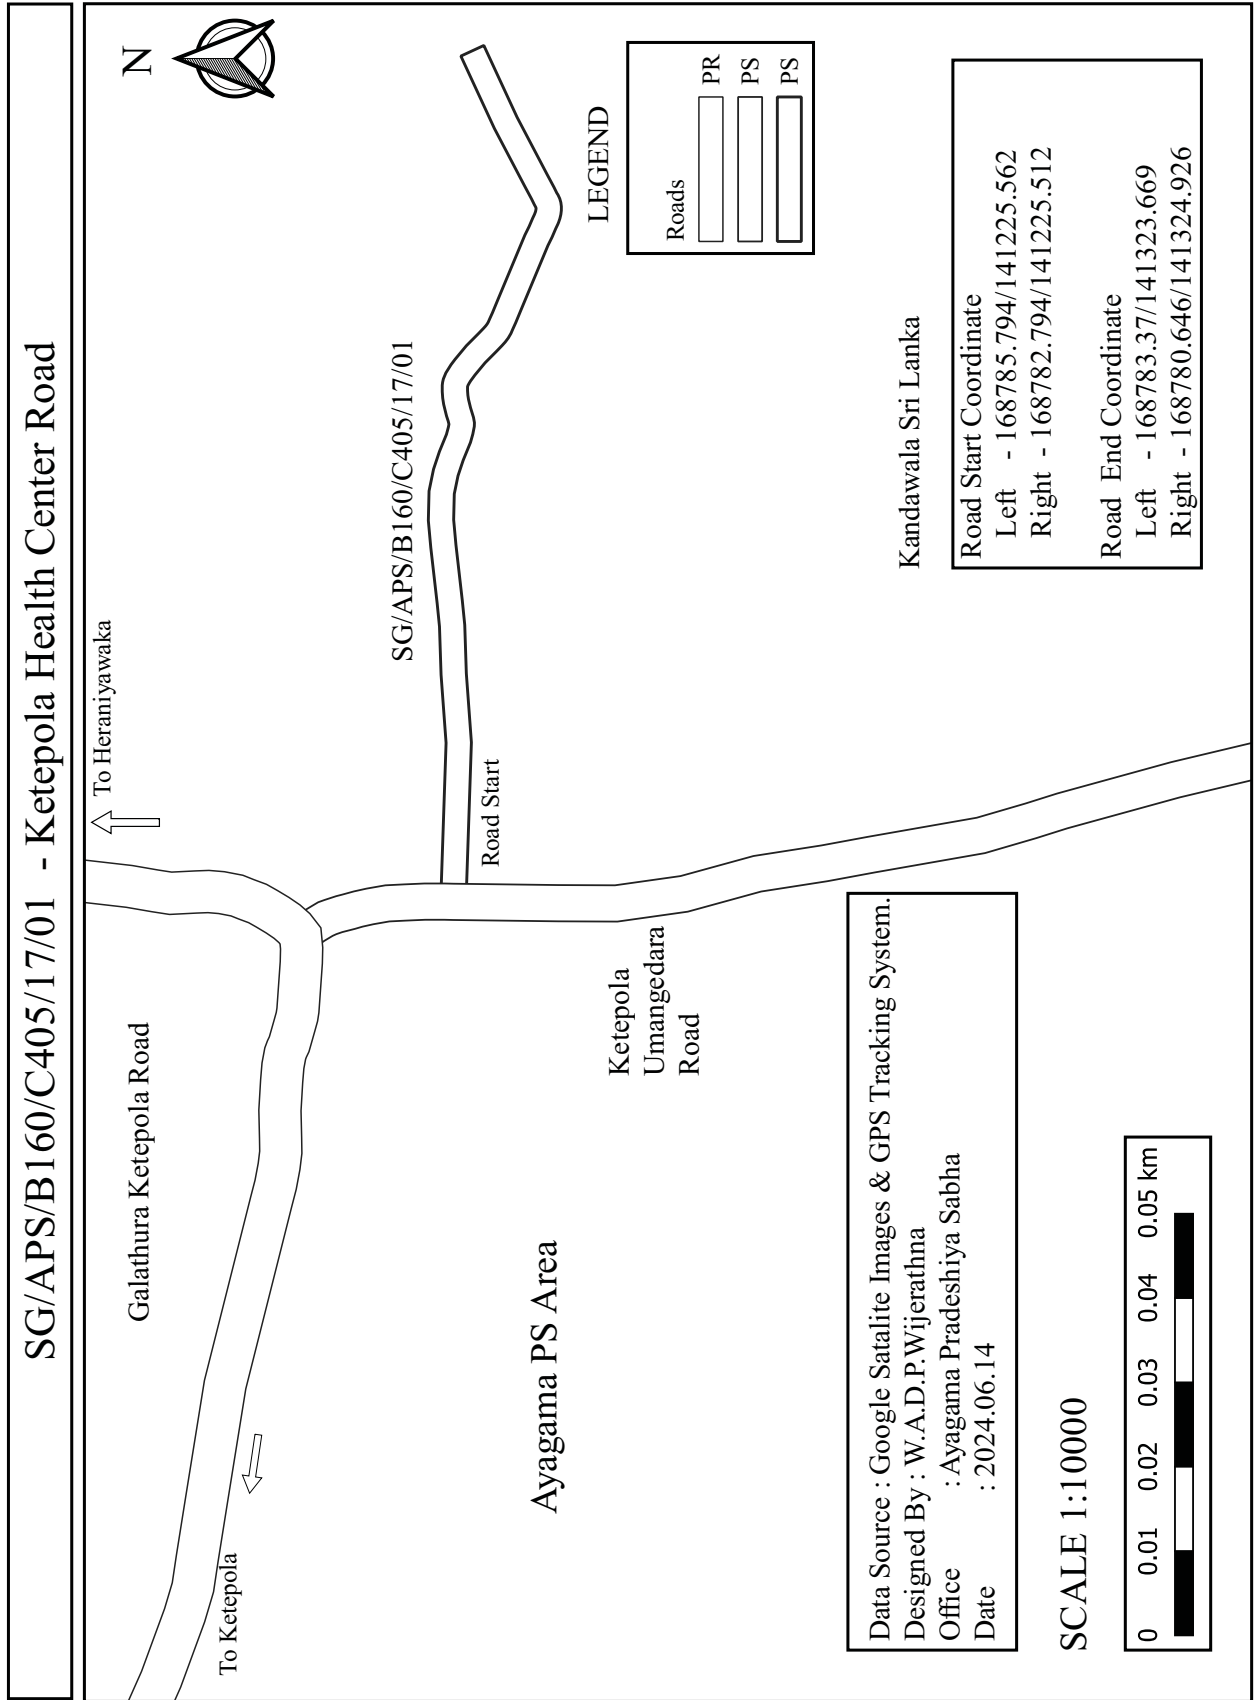 SG/APS/B160/C405/17/01 - Ketepola Health Center Road
N
To Heraniyawaka
Galathura Ketepola Road
To Ketepola
SG/APS/B160/C405/17/01
Road Start
Ketepola
Umangedara
Road
Ayagama PS Area
LEGEND
Roads
PR
PS
PS
Kandawala Sri Lanka
Road Start Coordinate
Left - 168785.794/141225.562
Right - 168782.794/141225.512
Road End Coordinate
Left - 168783.37/141323.669
Right - 168780.646/141324.926
Data Source : Google Satalite Images & GPS Tracking System.
Designed By : W.A.D.P.Wijerathna
Office : Ayagama Pradeshiya Sabha
Date : 2024.06.14
SCALE 1:10000
0 0.01 0.02 0.03 0.04 0.05 km